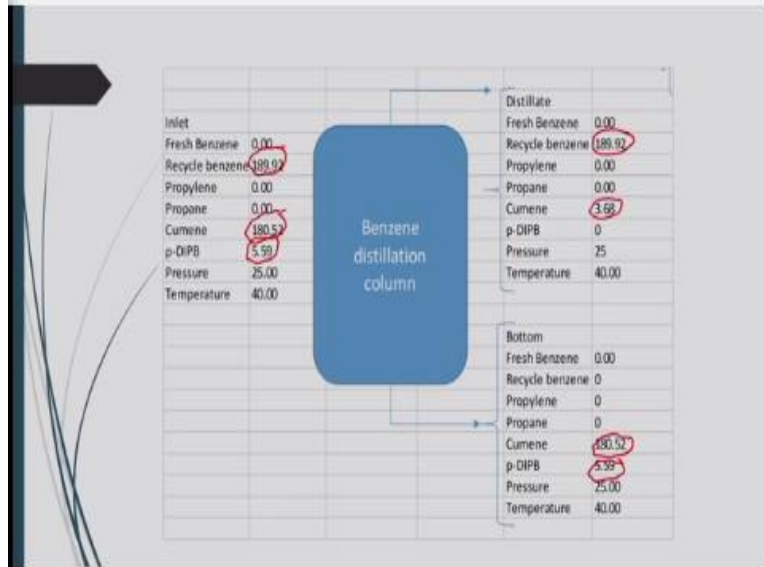 Inlet
Fresh Benzene 0.00
Recycle benzene 189.92
Propylene 0.00
Propane 0.00
Cumene 180.52
p-DIPB 5.59
Pressure 25.00
Temperature 40.00
Benzene
distillation
column
Distillate
Fresh Benzene 0.00
Recycle benzene 189.92
Propylene 0.00
Propane 0.00
Cumene 3.68
p-DIPB 0
Pressure 25
Temperature 40.00
Bottom
Fresh Benzene 0.00
Recycle benzene 0
Propylene 0
Propane 0
Cumene 180.52
p-DIPB 5.59
Pressure 25.00
Temperature 40.00